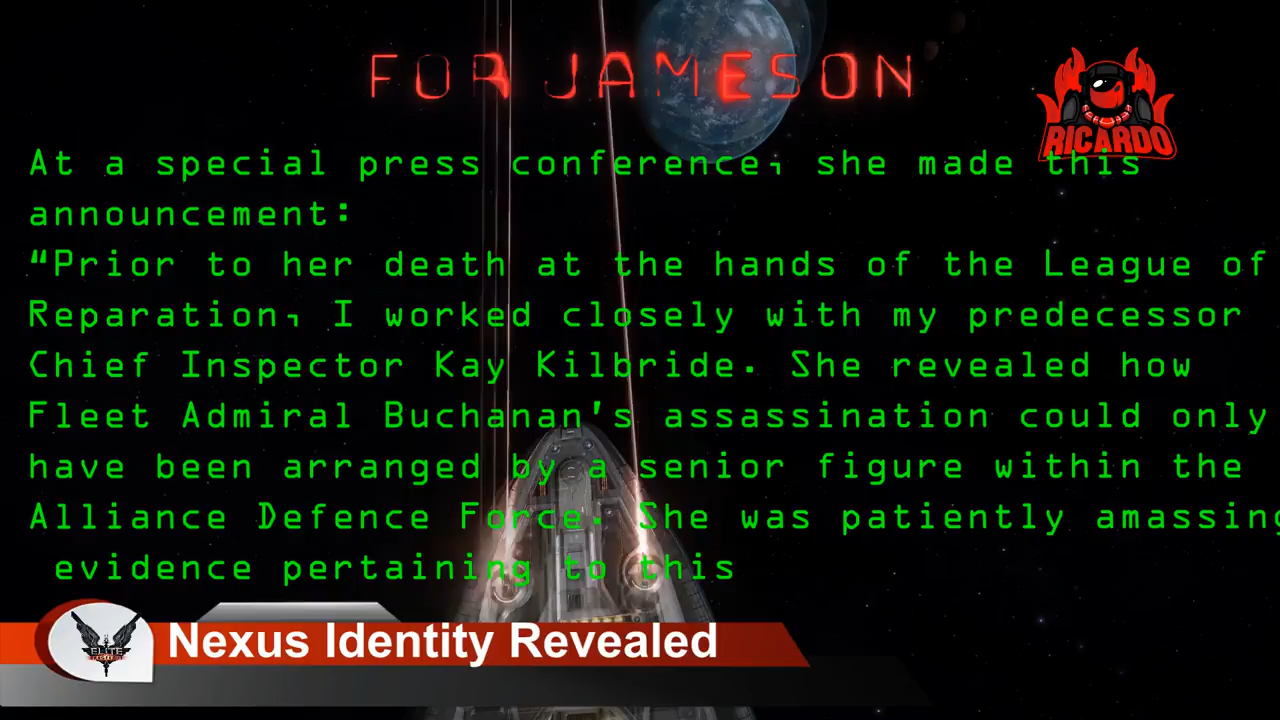 FOR JAMESON
RICARDO
At a special press conference, she made this
announcement:
“Prior to her death at the hands of the League of
Reparation, I worked closely with my predecessor
Chief Inspector Kay Kilbride. She revealed how
Fleet Admiral Buchanan's assassination could only
have been arranged by a senior figure within the
Alliance Defence Force. She was patiently amassing
evidence pertaining to this
ELITE
Nexus Identity Revealed